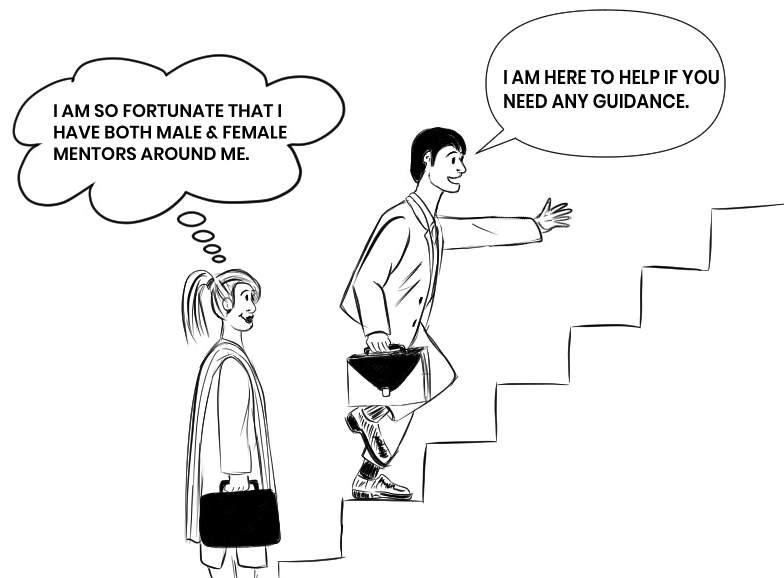 I AM SO FORTUNATE THAT I
HAVE BOTH MALE & FEMALE
MENTORS AROUND ME.
I AM HERE TO HELP IF YOU
NEED ANY GUIDANCE.